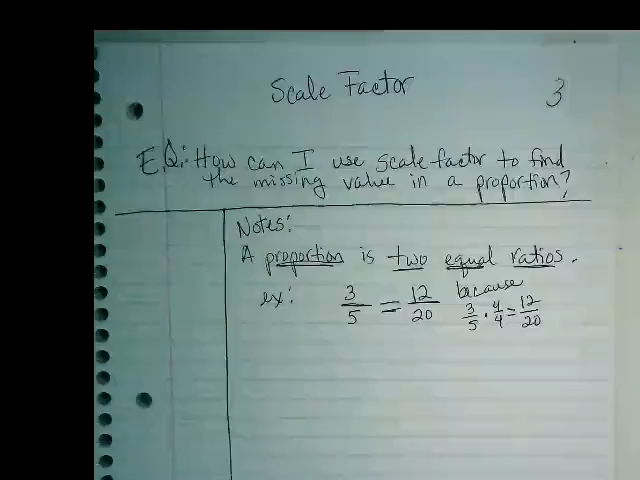 Scale Factor 3
E.Q.: How can I use scale factor to find
the missing value in a proportion?
Notes:
A proportion is two equal ratios.
ex: 3/5 = 12/20 because
3/5 · 4/4 = 12/20